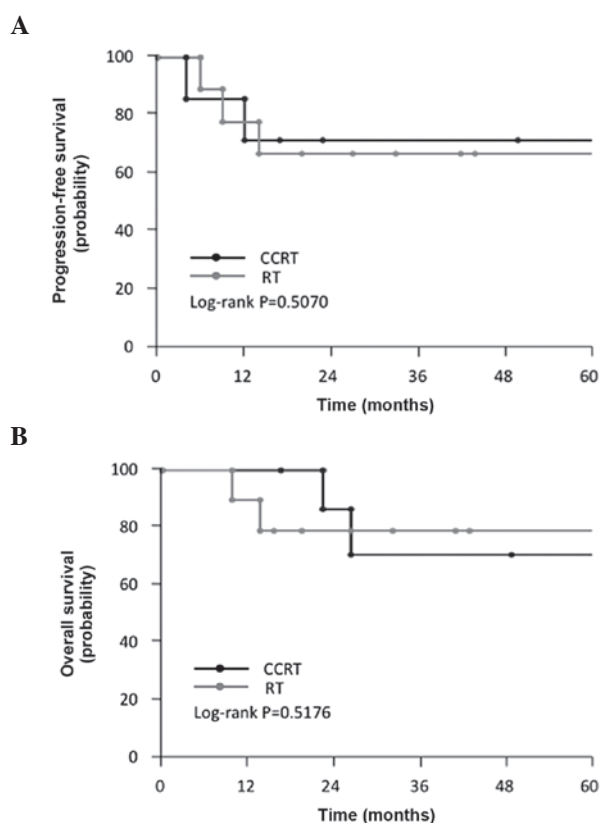 A
Progression-free survival
(probability)
100
80
60
40
20
0
CCRT
RT
Log-rank P=0.5070
0 12 24 36 48 60
Time (months)
B
Overall survival
(probability)
100
80
60
40
20
0
CCRT
RT
Log-rank P=0.5176
0 12 24 36 48 60
Time (months)